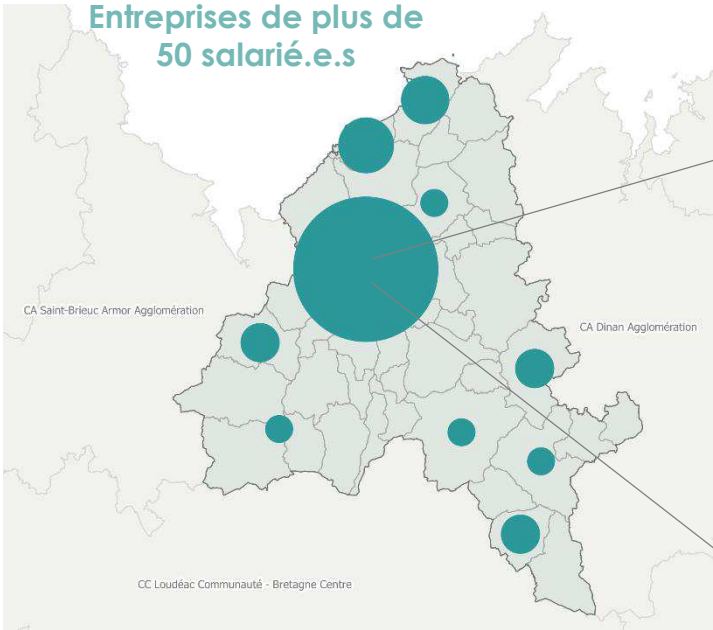 Entreprises de plus de
50 salarié.e.s
CA Saint-Brieuc Armor Agglomération
CA Dinan Agglomération
CC Loudéac Communauté - Bretagne Centre